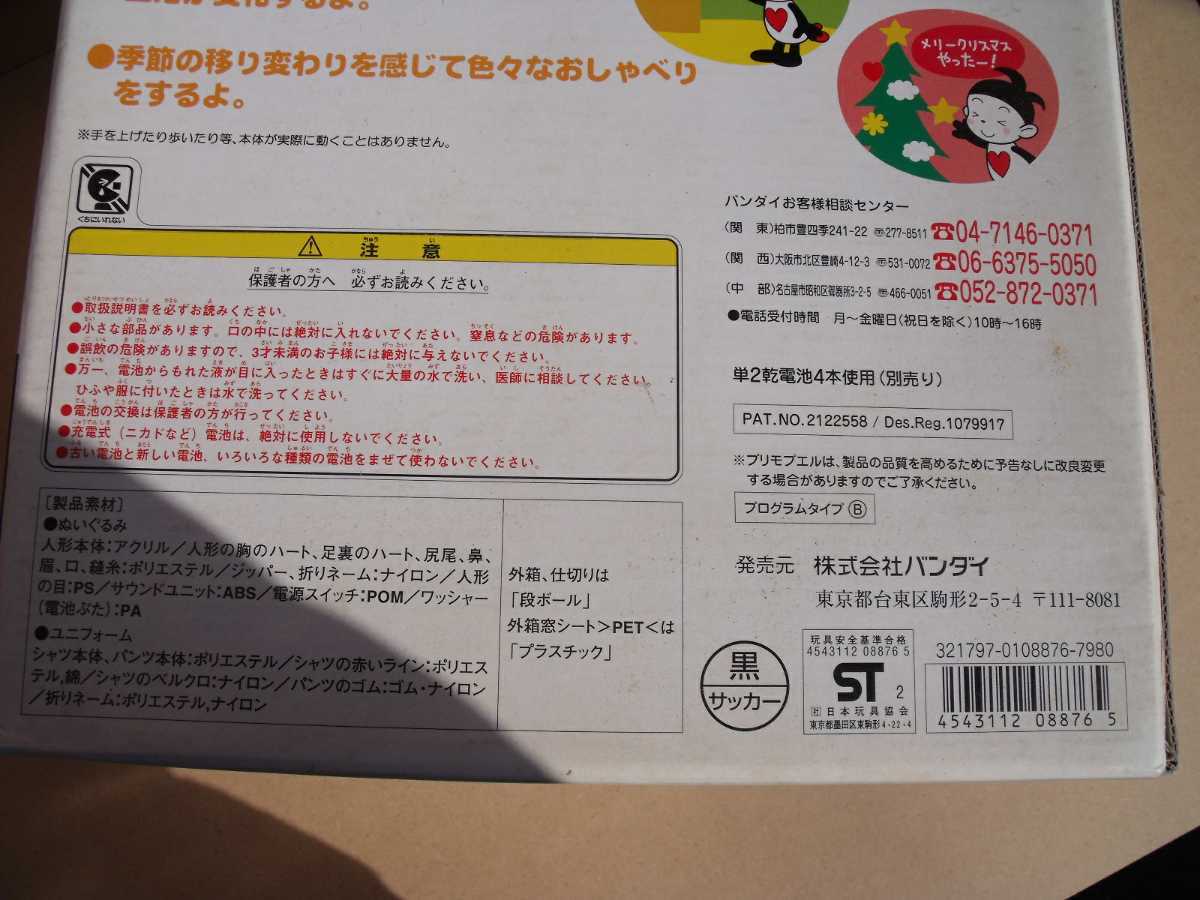 が変化するよ。
●季節の移り変わりを感じて色々なおしゃべり
をするよ。
※手を上げたり歩いたり等、本体が実際に動くことはありません。
メリークリスマス
やったー!
くちにいれない
⚠ 注意
保護者の方へ 必ずお読みください。
●取扱説明書を必ずお読みください。
●小さな部品があります。口の中には絶対に入れないでください。窒息などの危険があります。
●誤飲の危険がありますので、3才未満のお子様には絶対に与えないでください。
●万一、電池からもれた液が目に入ったときはすぐに大量の水で洗い、医師に相談してください。
ひふや服に付いたときは水で洗ってください。
●電池の交換は保護者の方が行ってください。
●充電式(ニカドなど)電池は、絶対に使用しないでください。
●古い電池と新しい電池、いろいろな種類の電池をまぜて使わないでください。
〔製品素材〕
●ぬいぐるみ
人形本体:アクリル/人形の胸のハート、足裏のハート、尻尾、鼻、
眉、口、縫糸:ポリエステル/ジッパー、折りネーム:ナイロン/人形
の目:PS/サウンドユニット:ABS/電源スイッチ:POM/ワッシャー
(電池ぶた):PA
●ユニフォーム
シャツ本体、パンツ本体:ポリエステル/シャツの赤いライン:ポリエス
テル,綿/シャツのベルクロ:ナイロン/パンツのゴム:ゴム・ナイロン
/折りネーム:ポリエステル,ナイロン
外箱、仕切りは
「段ボール」
外箱窓シート>PET<は
「プラスチック」
バンダイお客様相談センター
(関 東)柏市豊四季241-22 〒277-8511 ☎04-7146-0371
(関 西)大阪市北区豊崎4-12-3 〒531-0072 ☎06-6375-5050
(中 部)名古屋市昭和区御器所3-2-5 〒466-0051 ☎052-872-0371
●電話受付時間 月～金曜日(祝日を除く)10時～16時
単2乾電池4本使用(別売り)
PAT.NO.2122558 / Des.Reg.1079917
※プリモプエルは、製品の品質を高めるために予告なしに改良変更
する場合がありますのでご了承ください。
プログラムタイプ Ⓑ
発売元 株式会社バンダイ
東京都台東区駒形2-5-4 〒111-8081
黒
サッカー
玩具安全基準合格
4543112 08876 5
ST 2
社 日本玩具協会
東京都墨田区東駒形4-22-4
321797-0108876-7980
4 543112 08876 5